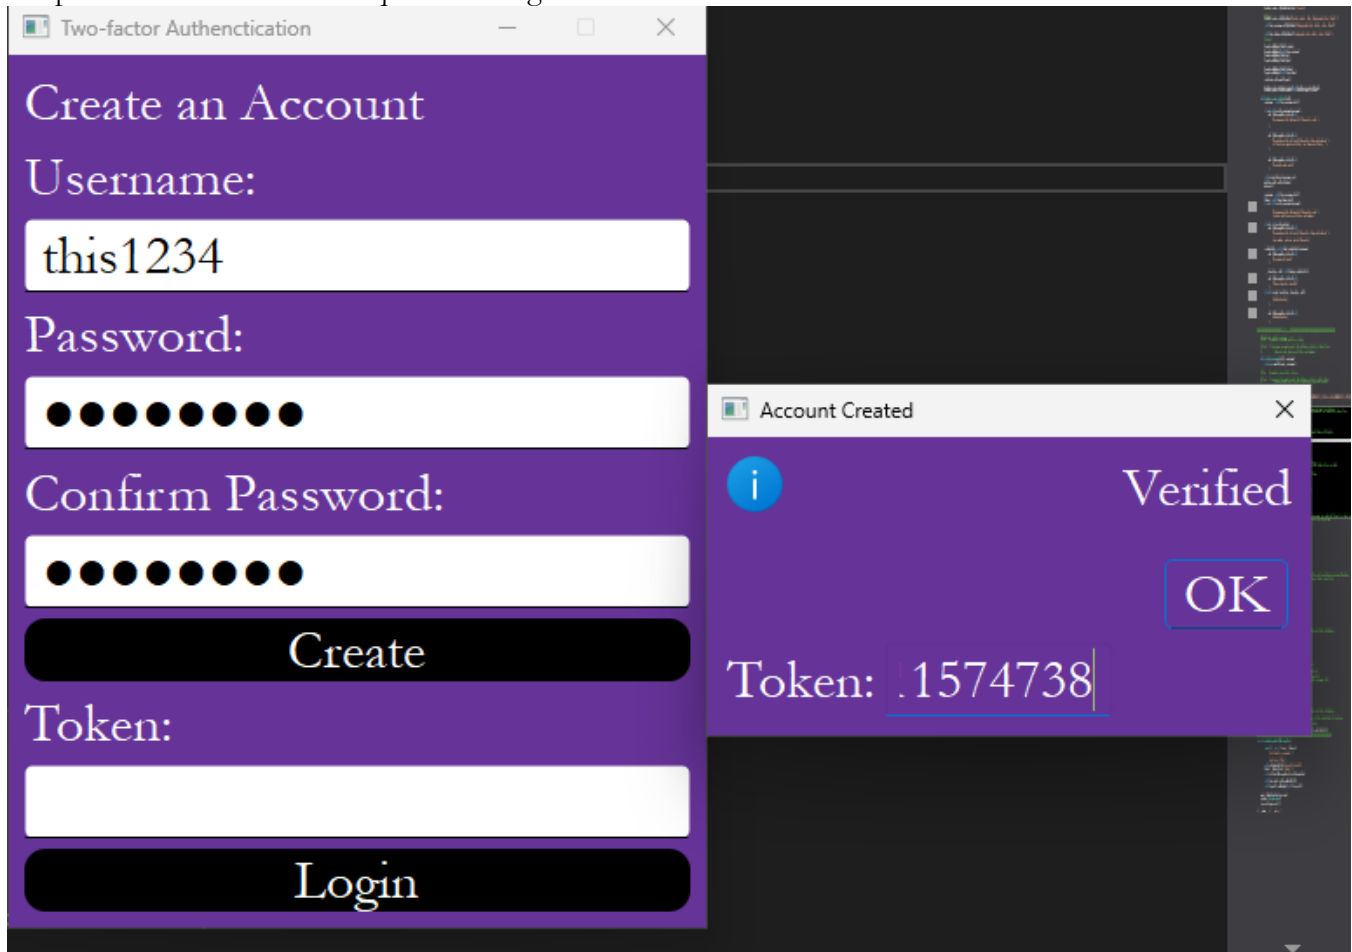 Two-factor Authenctication
Create an Account
Username:
this1234
Password:
●●●●●●●●
Confirm Password:
●●●●●●●●
Create
Token:
Login
Account Created
Verified
OK
Token: 1574738